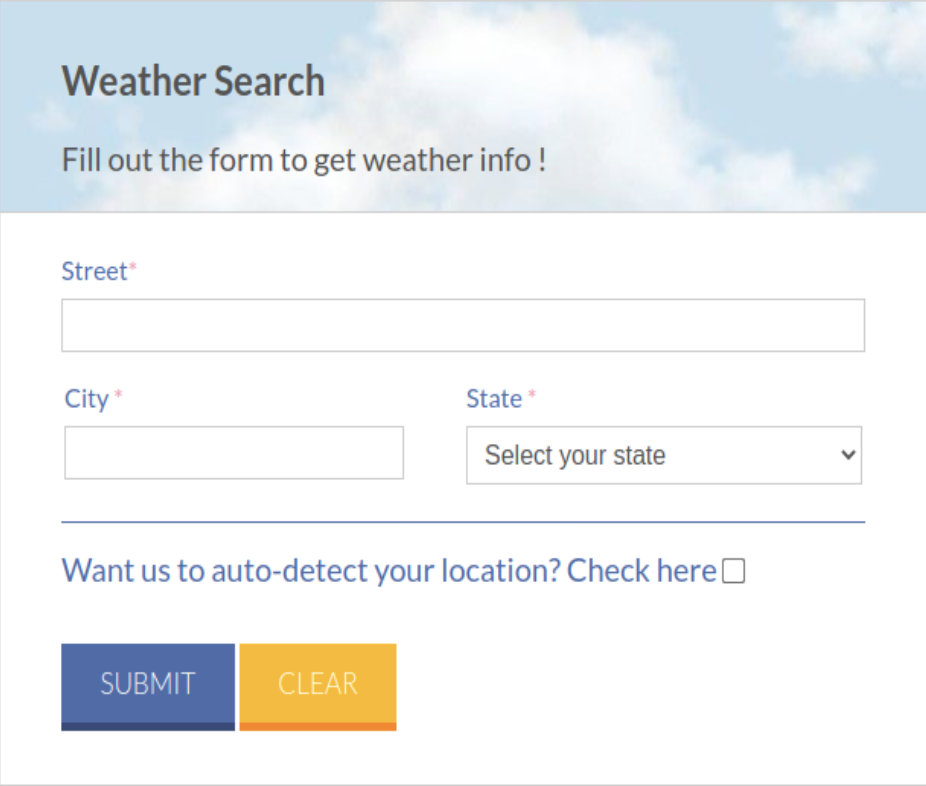 Weather Search
Fill out the form to get weather info !
Street*
City *
State *
Select your state
Want us to auto-detect your location? Check here
SUBMIT
CLEAR